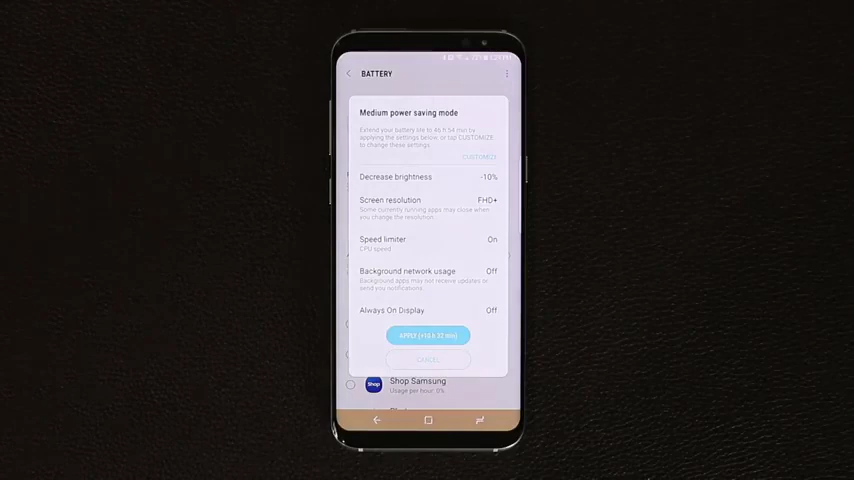 BATTERY
Medium power saving mode
Extend your battery life to 46 h 54 min by
applying the settings below, or tap CUSTOMIZE
to change these settings.
CUSTOMIZE
Decrease brightness -10%
Screen resolution FHD+
Some currently running apps may close when
you change the resolution.
Speed limiter On
CPU speed
Background network usage Off
Background apps may not receive updates or
send you notifications.
Always On Display Off
APPLY
CANCEL
Shop
Shop Samsung
Usage per hour: 0%